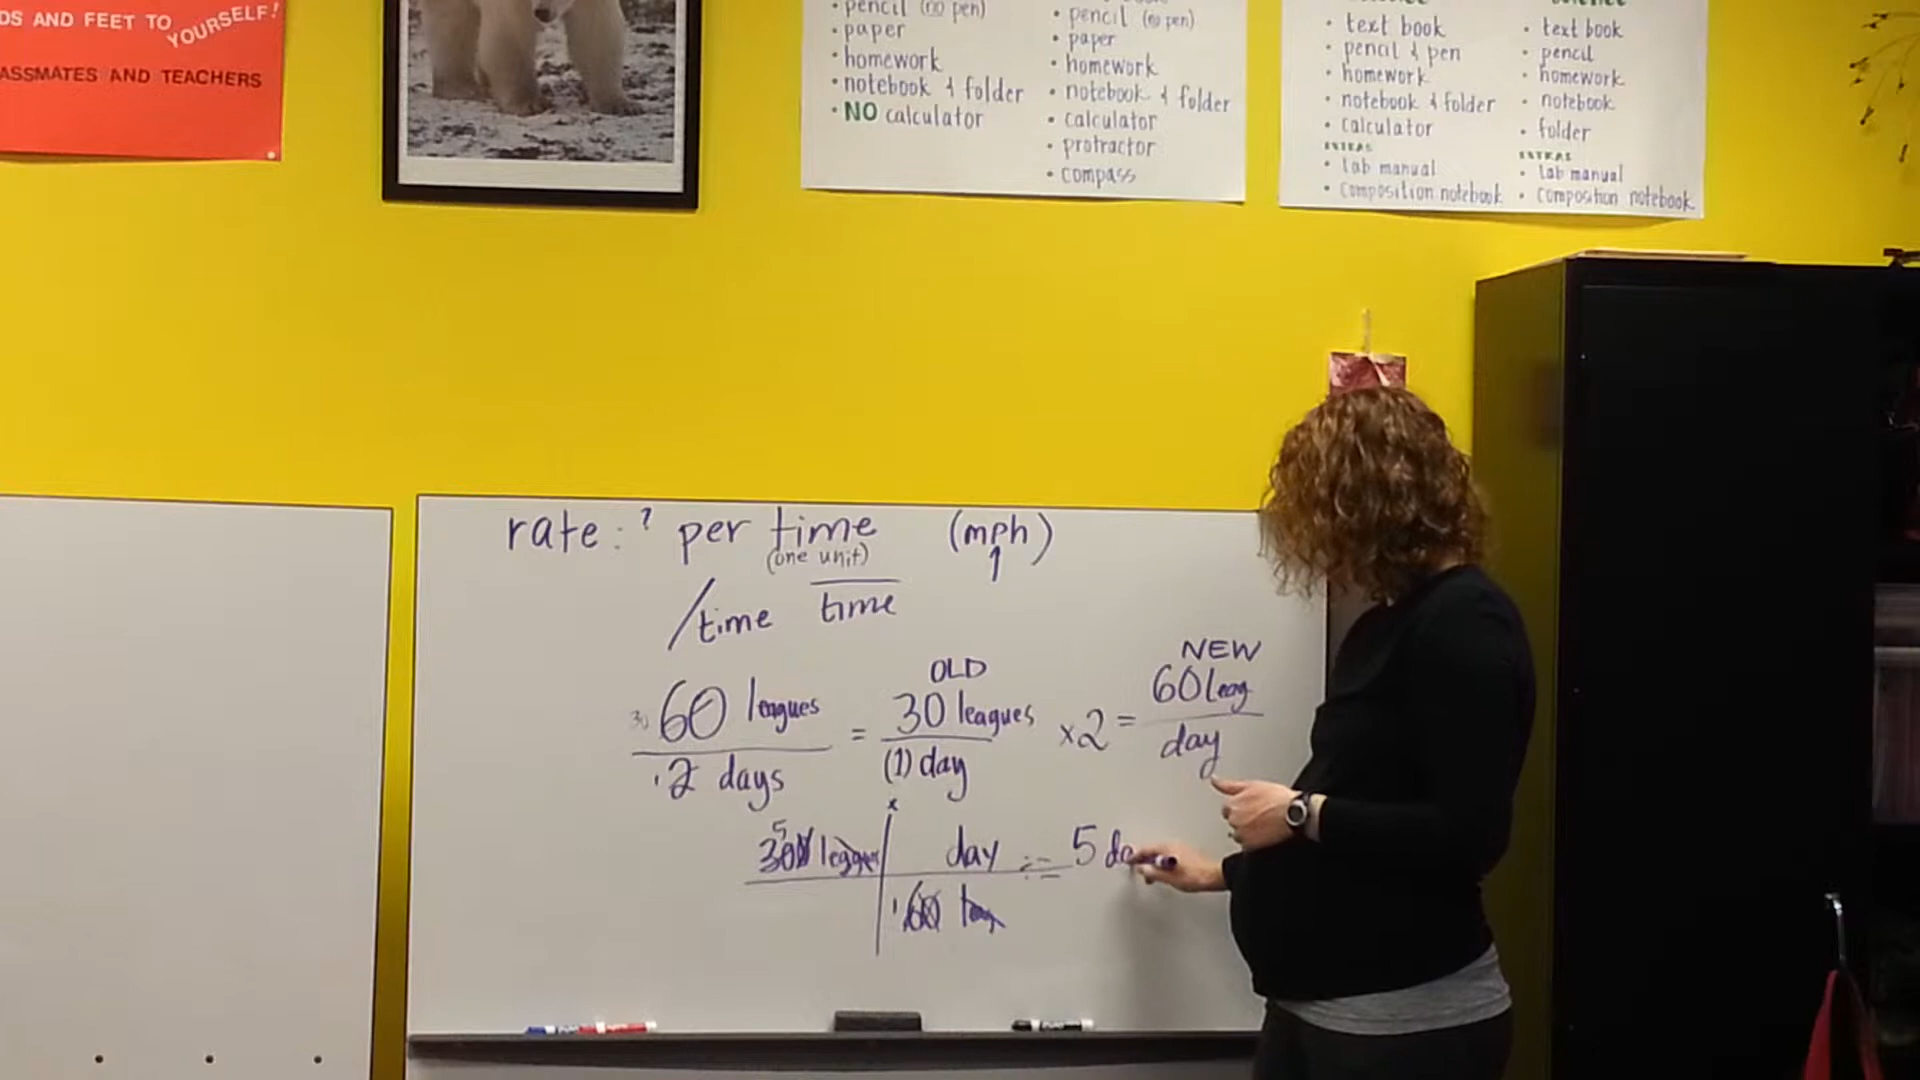 DS AND FEET TO YOURSELF!
ASSMATES AND TEACHERS
• pencil (no pen)
• paper
• homework
• notebook & folder
• NO calculator
• pencil (no pen)
• paper
• homework
• notebook & folder
• calculator
• protractor
• compass
• text book
• pencil & pen
• homework
• notebook & folder
• calculator
EXTRAS
• lab manual
• composition notebook
• text book
• pencil
• homework
• notebook
• folder
EXTRAS
• lab manual
• composition notebook
rate: ? per time (mph)
(one unit)
/time time
OLD NEW
30 60 leagues = 30 leagues x2 = 60 leag
1 2 days (1) day day
x
5
300 leagues day = 5 da
1 60 leag